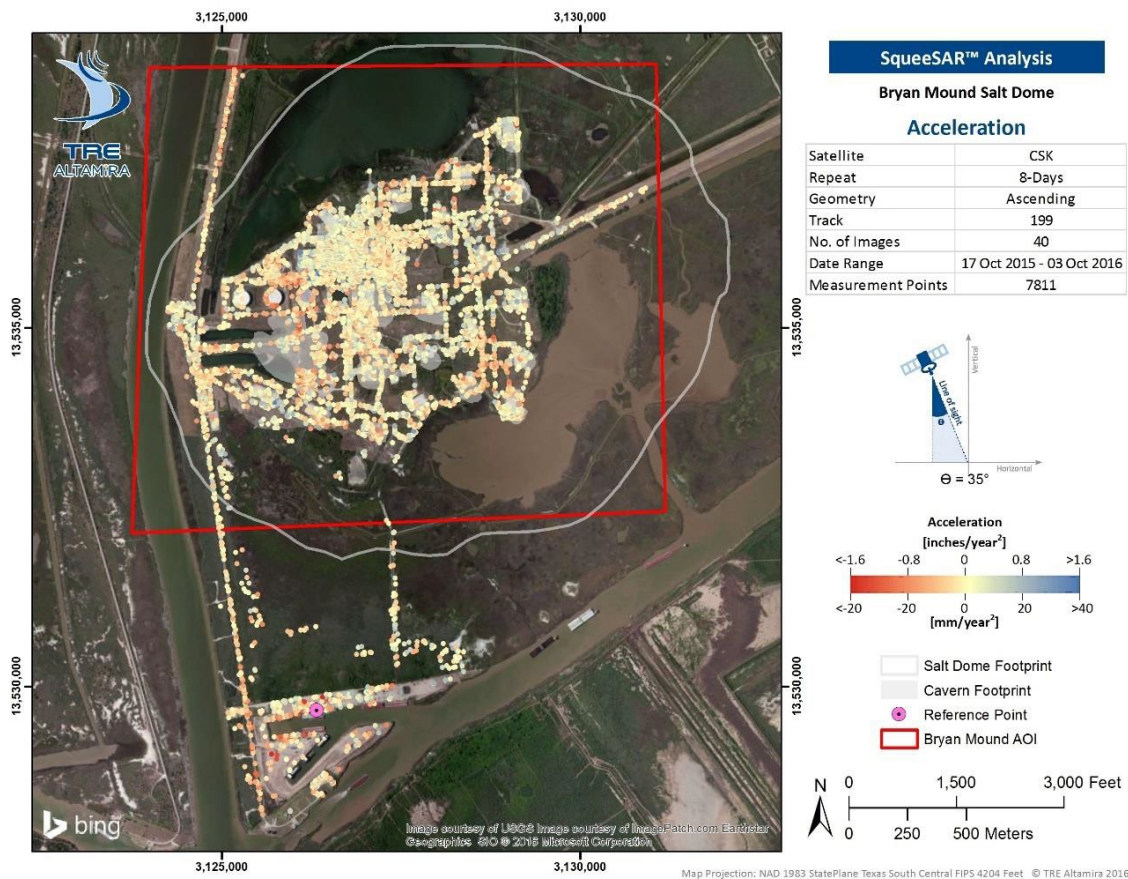 3,125,000
3,130,000
TRE
ALTAMIRA
13,535,000
13,535,000
13,530,000
13,530,000
bing
Image courtesy of USGS Image courtesy of ImagePatch.com Earthstar
Geographics SIO © 2016 Microsoft Corporation
3,125,000
3,130,000
SqueeSAR™ Analysis
Bryan Mound Salt Dome
Acceleration
Satellite CSK
Repeat 8-Days
Geometry Ascending
Track 199
No. of Images 40
Date Range 17 Oct 2015 - 03 Oct 2016
Measurement Points 7811
Vertical
Line of sight
Θ
Horizontal
Θ = 35°
Acceleration
[inches/year²]
<-1.6 -0.8 0 0.8 >1.6
<-20 -20 0 20 >40
[mm/year²]
Salt Dome Footprint
Cavern Footprint
Reference Point
Bryan Mound AOI
N
0 1,500 3,000 Feet
0 250 500 Meters
Map Projection: NAD 1983 StatePlane Texas South Central FIPS 4204 Feet © TRE Altamira 2016